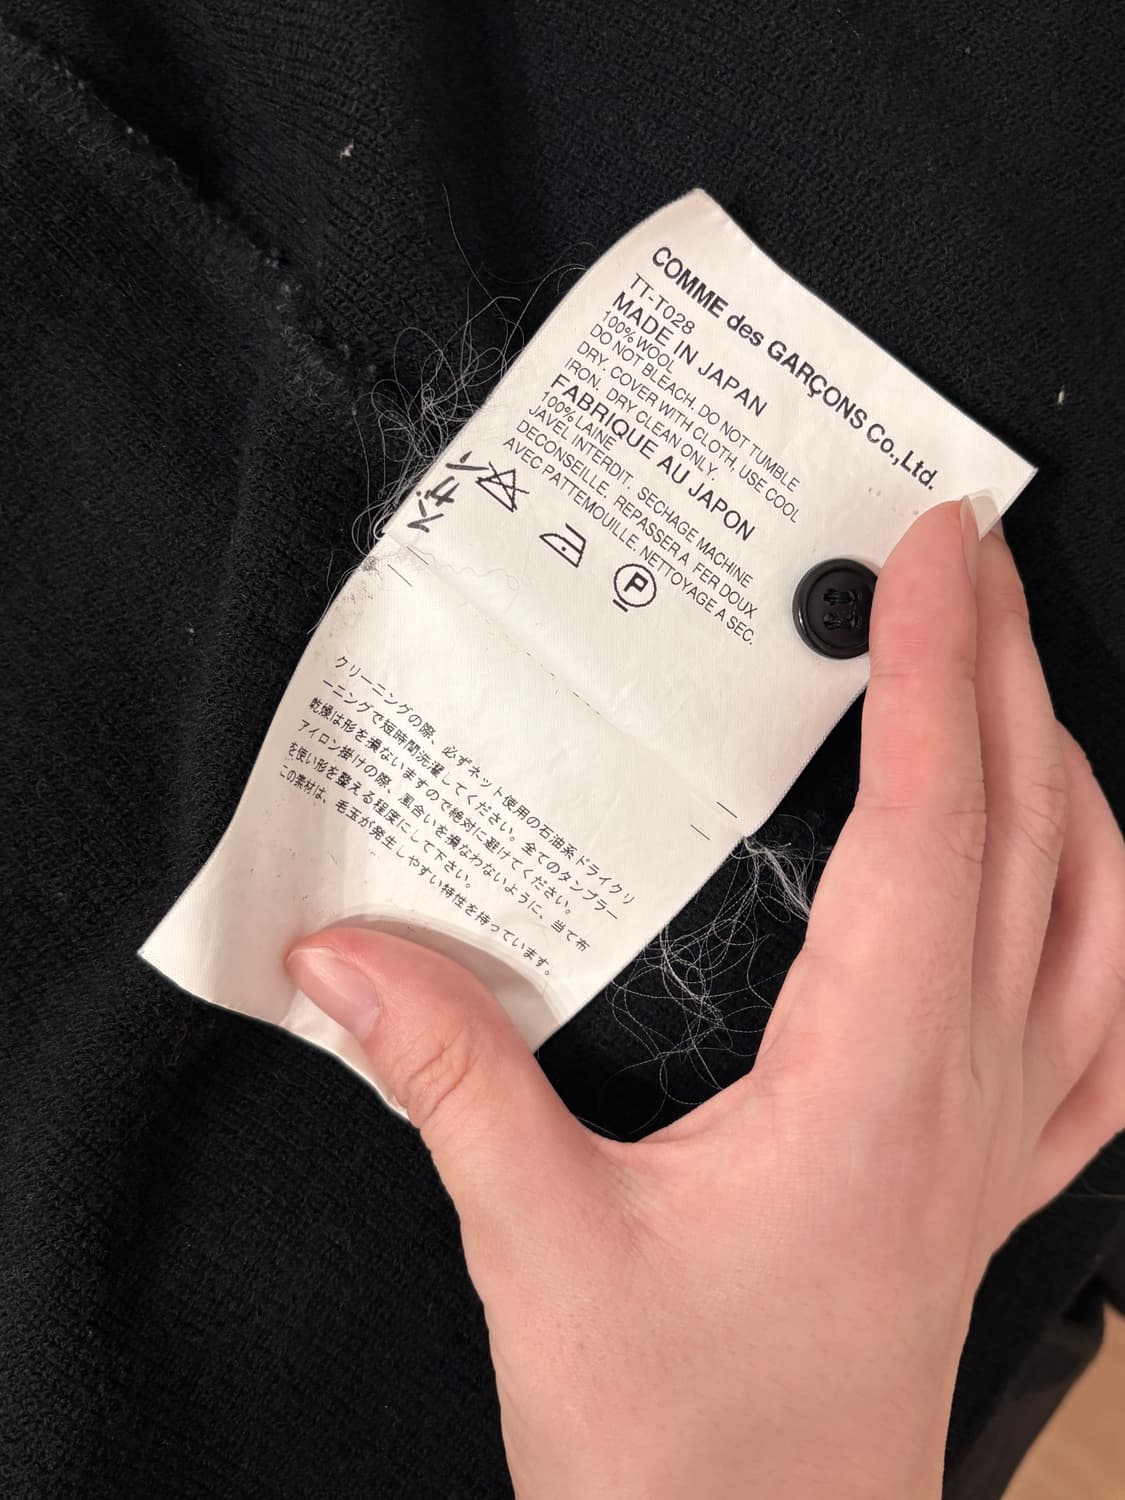 COMME des GARÇONS Co.,Ltd.
TT-T028
MADE IN JAPAN
100% WOOL
DO NOT BLEACH. DO NOT TUMBLE
DRY. COVER WITH CLOTH, USE COOL
IRON. DRY CLEAN ONLY.
FABRIQUE AU JAPON
100% LAINE
JAVEL INTERDIT. SECHAGE MACHINE
DECONSEILLE. REPASSER A FER DOUX
AVEC PATTEMOUILLE. NETTOYAGE A SEC.
P
クリーニングの際、必ずネット使用の石油系ドライクリ
ーニングで短時間洗濯してください。全てのタンブラー
乾燥は形を損ないますので絶対に避けてください。
アイロン掛けの際、風合いを損なわないように、当て布
を使い形を整える程度にして下さい。
この素材は、毛玉が発生しやすい特性を持っています。